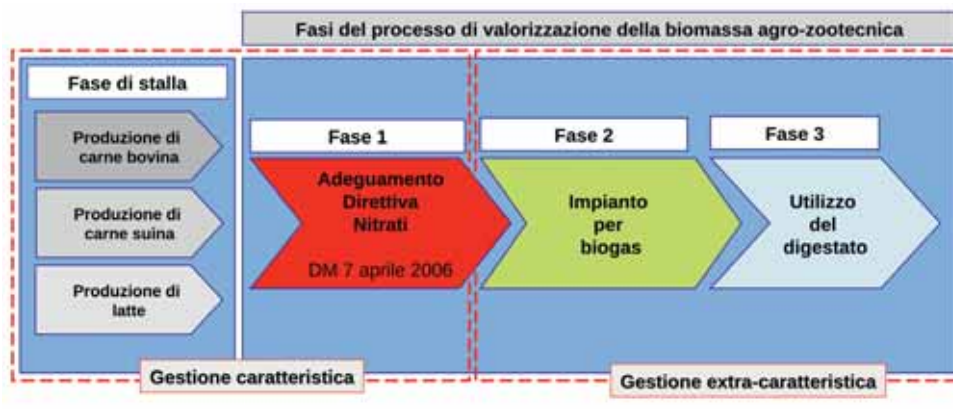 Fasi del processo di valorizzazione della biomassa agro-zootecnica
Fase di stalla
Produzione di
carne bovina
Produzione di
carne suina
Produzione di
latte
Fase 1
Adeguamento
Direttiva
Nitrati
DM 7 aprile 2006
Fase 2
Impianto
per
biogas
Fase 3
Utilizzo
del
digestato
Gestione caratteristica
Gestione extra-caratteristica